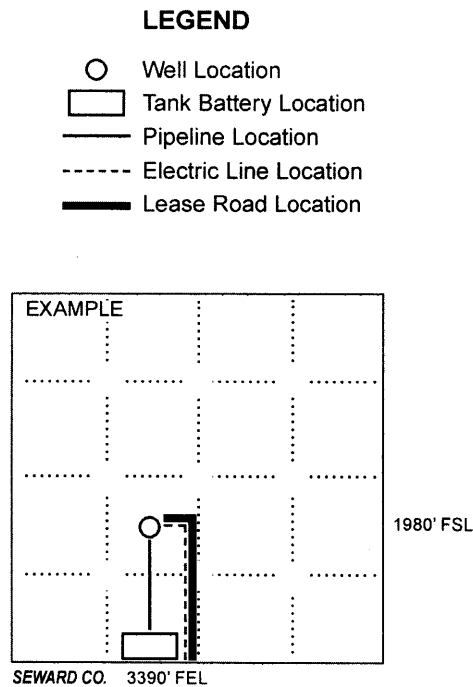 LEGEND
Well Location
Tank Battery Location
Pipeline Location
Electric Line Location
Lease Road Location
EXAMPLE
1980' FSL
SEWARD CO. 3390' FEL